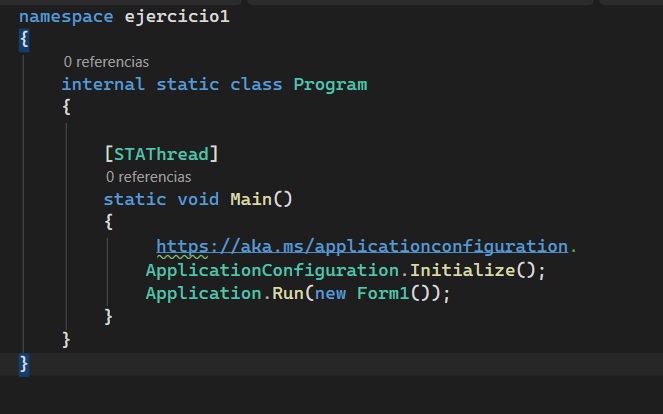 namespace ejercicio1
{
0 referencias
internal static class Program
{
[STAThread]
0 referencias
static void Main()
{
https://aka.ms/applicationconfiguration.
ApplicationConfiguration.Initialize();
Application.Run(new Form1());
}
}
}